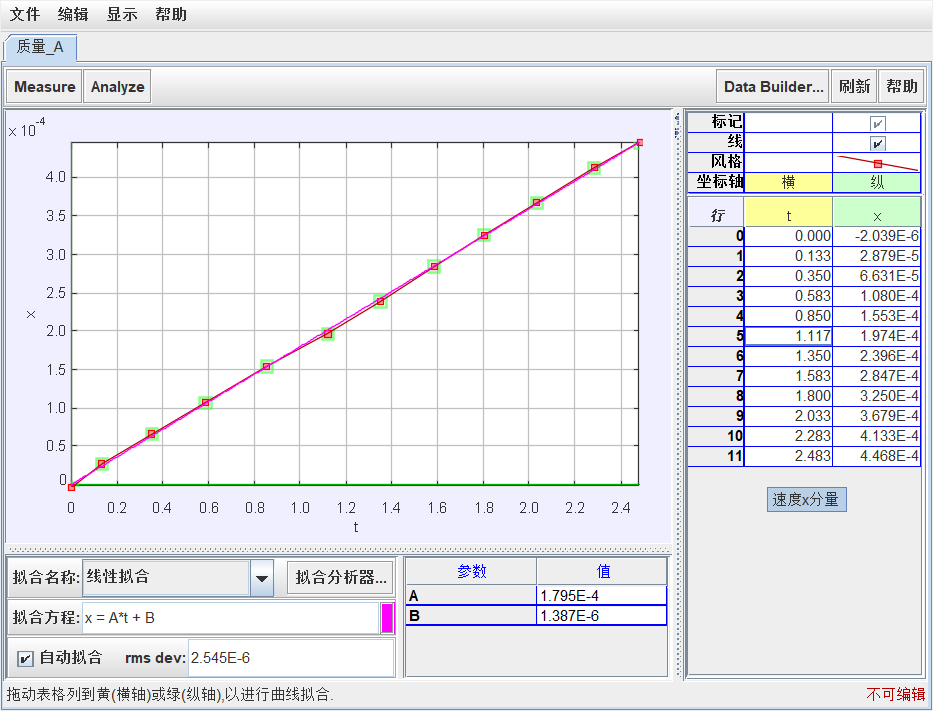 文件 编辑 显示 帮助
质量_A
Measure Analyze Data Builder... 刷新 帮助
× 10-4
4.0
3.5
3.0
2.5
x
2.0
1.5
1.0
0.5
0
0 0.2 0.4 0.6 0.8 1.0 1.2 1.4 1.6 1.8 2.0 2.2 2.4
t
标记
线
风格
坐标轴 横 纵
行 t x
0 0.000 -2.039E-6
1 0.133 2.879E-5
2 0.350 6.631E-5
3 0.583 1.080E-4
4 0.850 1.553E-4
5 1.117 1.974E-4
6 1.350 2.396E-4
7 1.583 2.847E-4
8 1.800 3.250E-4
9 2.033 3.679E-4
10 2.283 4.133E-4
11 2.483 4.468E-4
速度x分量
拟合名称: 线性拟合 拟合分析器...
拟合方程: x = A*t + B
自动拟合 rms dev: 2.545E-6
参数 值
A 1.795E-4
B 1.387E-6
拖动表格列到黄(横轴)或绿(纵轴),以进行曲线拟合.
不可编辑